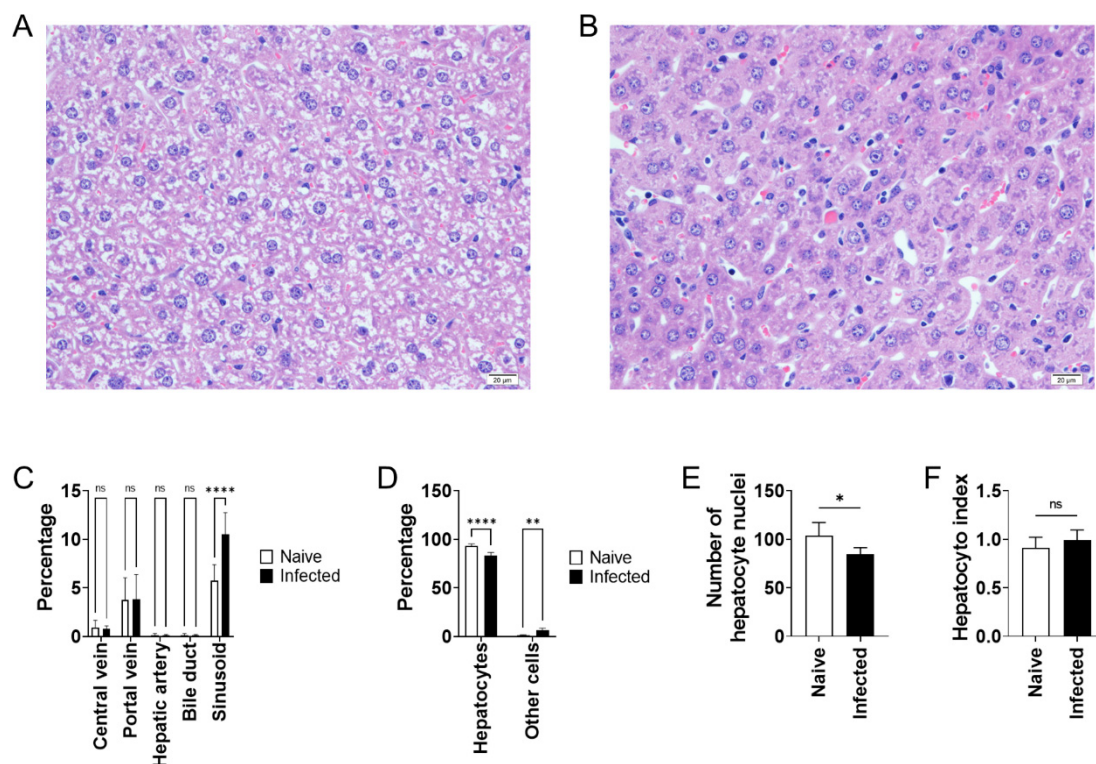 A
B
20 µm
20 µm
C
ns
ns
ns
ns
****
15
10
5
0
Percentage
Naive
Infected
Central vein
Portal vein
Hepatic artery
Bile duct
Sinusoid
D
****
**
150
100
50
0
Percentage
Naive
Infected
Hepatocytes
Other cells
E
*
150
100
50
0
Number of
hepatocyte nuclei
Naive
Infected
F
ns
1.5
1.0
0.5
0.0
Hepatocyto index
Naive
Infected